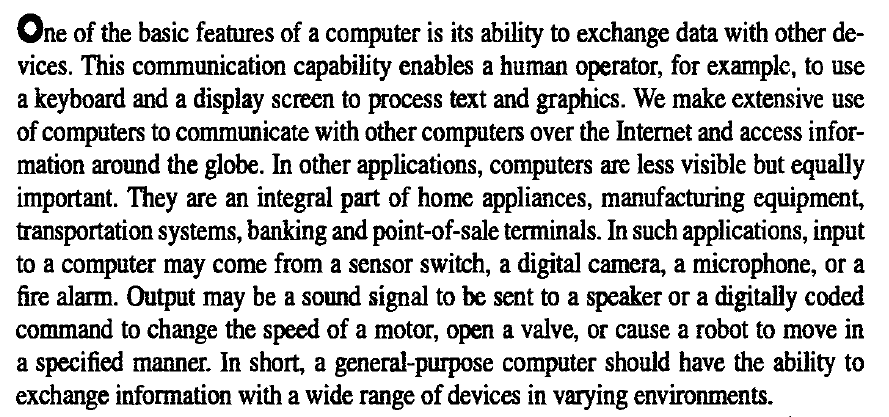 One of the basic features of a computer is its ability to exchange data with other de-
vices. This communication capability enables a human operator, for example, to use
a keyboard and a display screen to process text and graphics. We make extensive use
of computers to communicate with other computers over the Internet and access infor-
mation around the globe. In other applications, computers are less visible but equally
important. They are an integral part of home appliances, manufacturing equipment,
transportation systems, banking and point-of-sale terminals. In such applications, input
to a computer may come from a sensor switch, a digital camera, a microphone, or a
fire alarm. Output may be a sound signal to be sent to a speaker or a digitally coded
command to change the speed of a motor, open a valve, or cause a robot to move in
a specified manner. In short, a general-purpose computer should have the ability to
exchange information with a wide range of devices in varying environments.